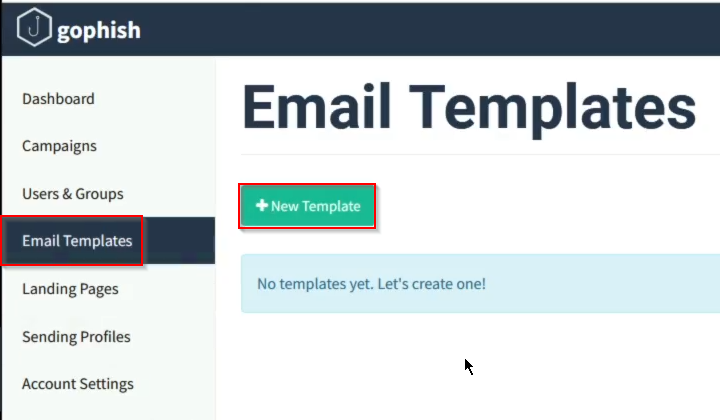 gophish
Dashboard
Campaigns
Users & Groups
Email Templates
Landing Pages
Sending Profiles
Account Settings
Email Templates
+ New Template
No templates yet. Let's create one!